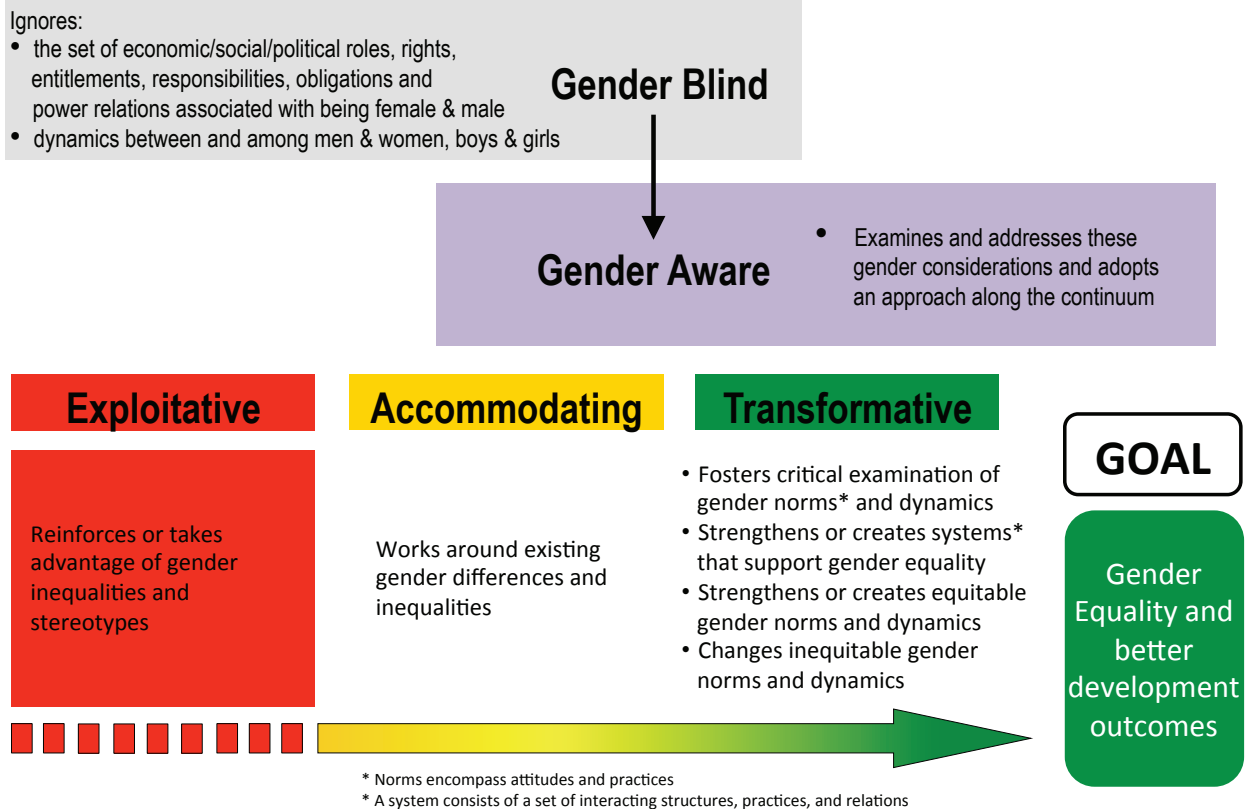 Ignores:
• the set of economic/social/political roles, rights,
entitlements, responsibilities, obligations and
power relations associated with being female & male
• dynamics between and among men & women, boys & girls
Gender Blind
Gender Aware
• Examines and addresses these
gender considerations and adopts
an approach along the continuum
Exploitative
Reinforces or takes
advantage of gender
inequalities and
stereotypes
Accommodating
Works around existing
gender differences and
inequalities
Transformative
• Fosters critical examination of
gender norms* and dynamics
• Strengthens or creates systems*
that support gender equality
• Strengthens or creates equitable
gender norms and dynamics
• Changes inequitable gender
norms and dynamics
GOAL
Gender
Equality and
better
development
outcomes
* Norms encompass attitudes and practices
* A system consists of a set of interacting structures, practices, and relations